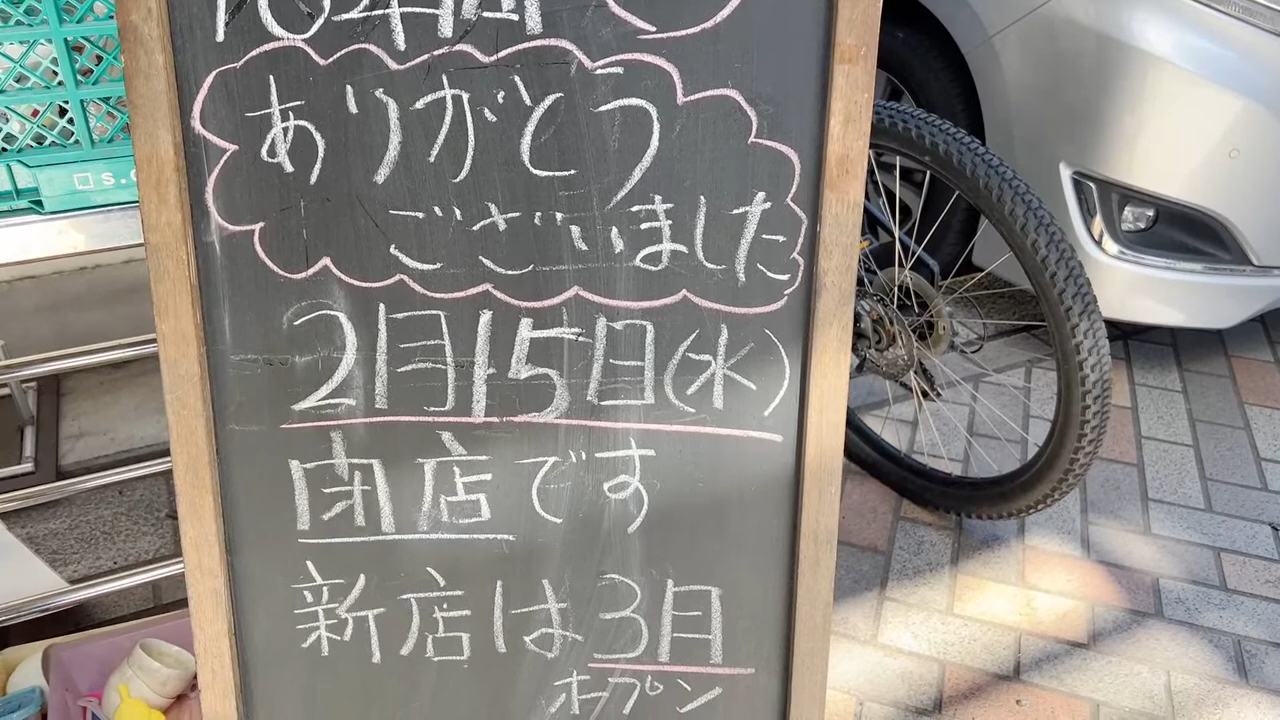 ありがとう
ございました
2月15日(水)
閉店です
新店は3月
オープン